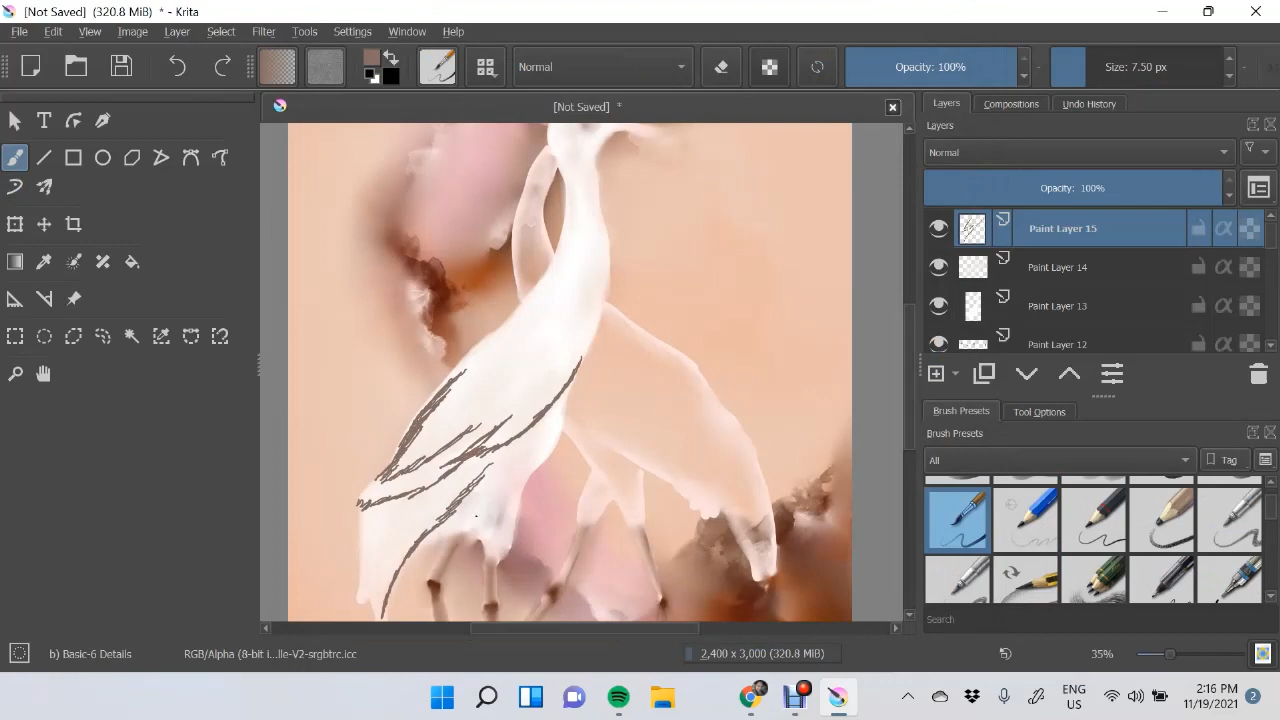 [Not Saved]  (320.8 MiB)  * - Krita
File Edit View Image Layer Select Filter Tools Settings Window Help
Normal
Opacity: 100%
Size: 7.50 px
[Not Saved]  *
Layers Compositions Undo History
Layers
Normal
Opacity:  100%
Paint Layer 15
Paint Layer 14
Paint Layer 13
Paint Layer 12
Brush Presets Tool Options
Brush Presets
All
Tag
Search
b) Basic-6 Details
RGB/Alpha (8-bit i...lle-V2-srgbtrc.icc
2,400 x 3,000 (320.8 MiB)
35%
ENG
US
2:16 PM
11/19/2021
2